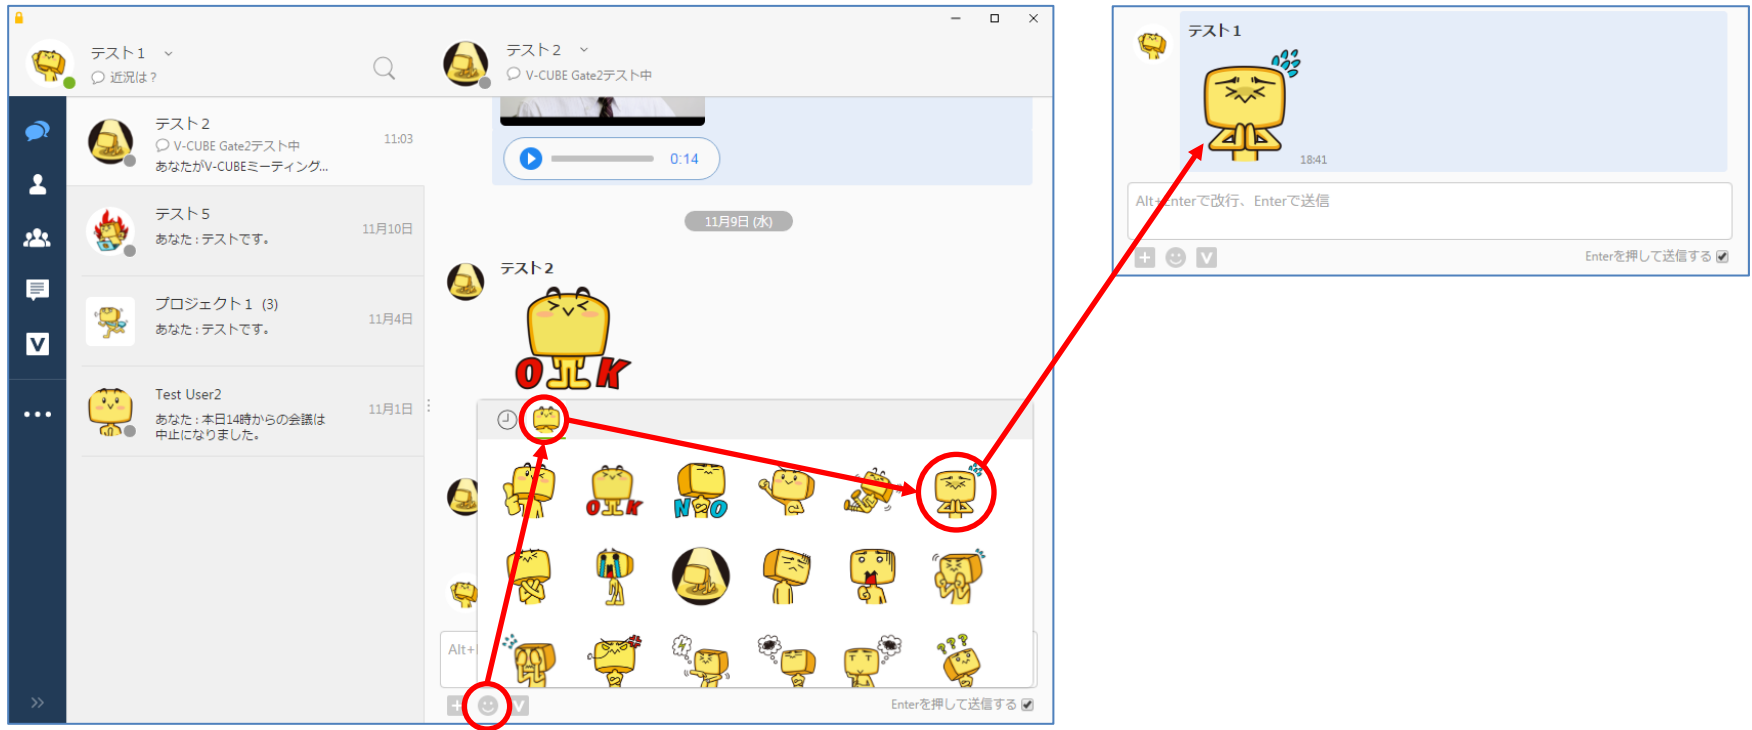 テスト1
近況は？
テスト2
V-CUBE Gate2テスト中
テスト2
V-CUBE Gate2テスト中
あなたがV-CUBEミーティング...
11:03
テスト5
あなた : テストです。
11月10日
プロジェクト1 (3)
あなた : テストです。
11月4日
Test User2
あなた : 本日14時からの会議は
中止になりました。
11月1日
0:14
11月9日 (水)
テスト2
OK
OK
NO
???
Alt+
V
V
Enterを押して送信する
テスト1
18:41
Alt+Enterで改行、Enterで送信
V
Enterを押して送信する